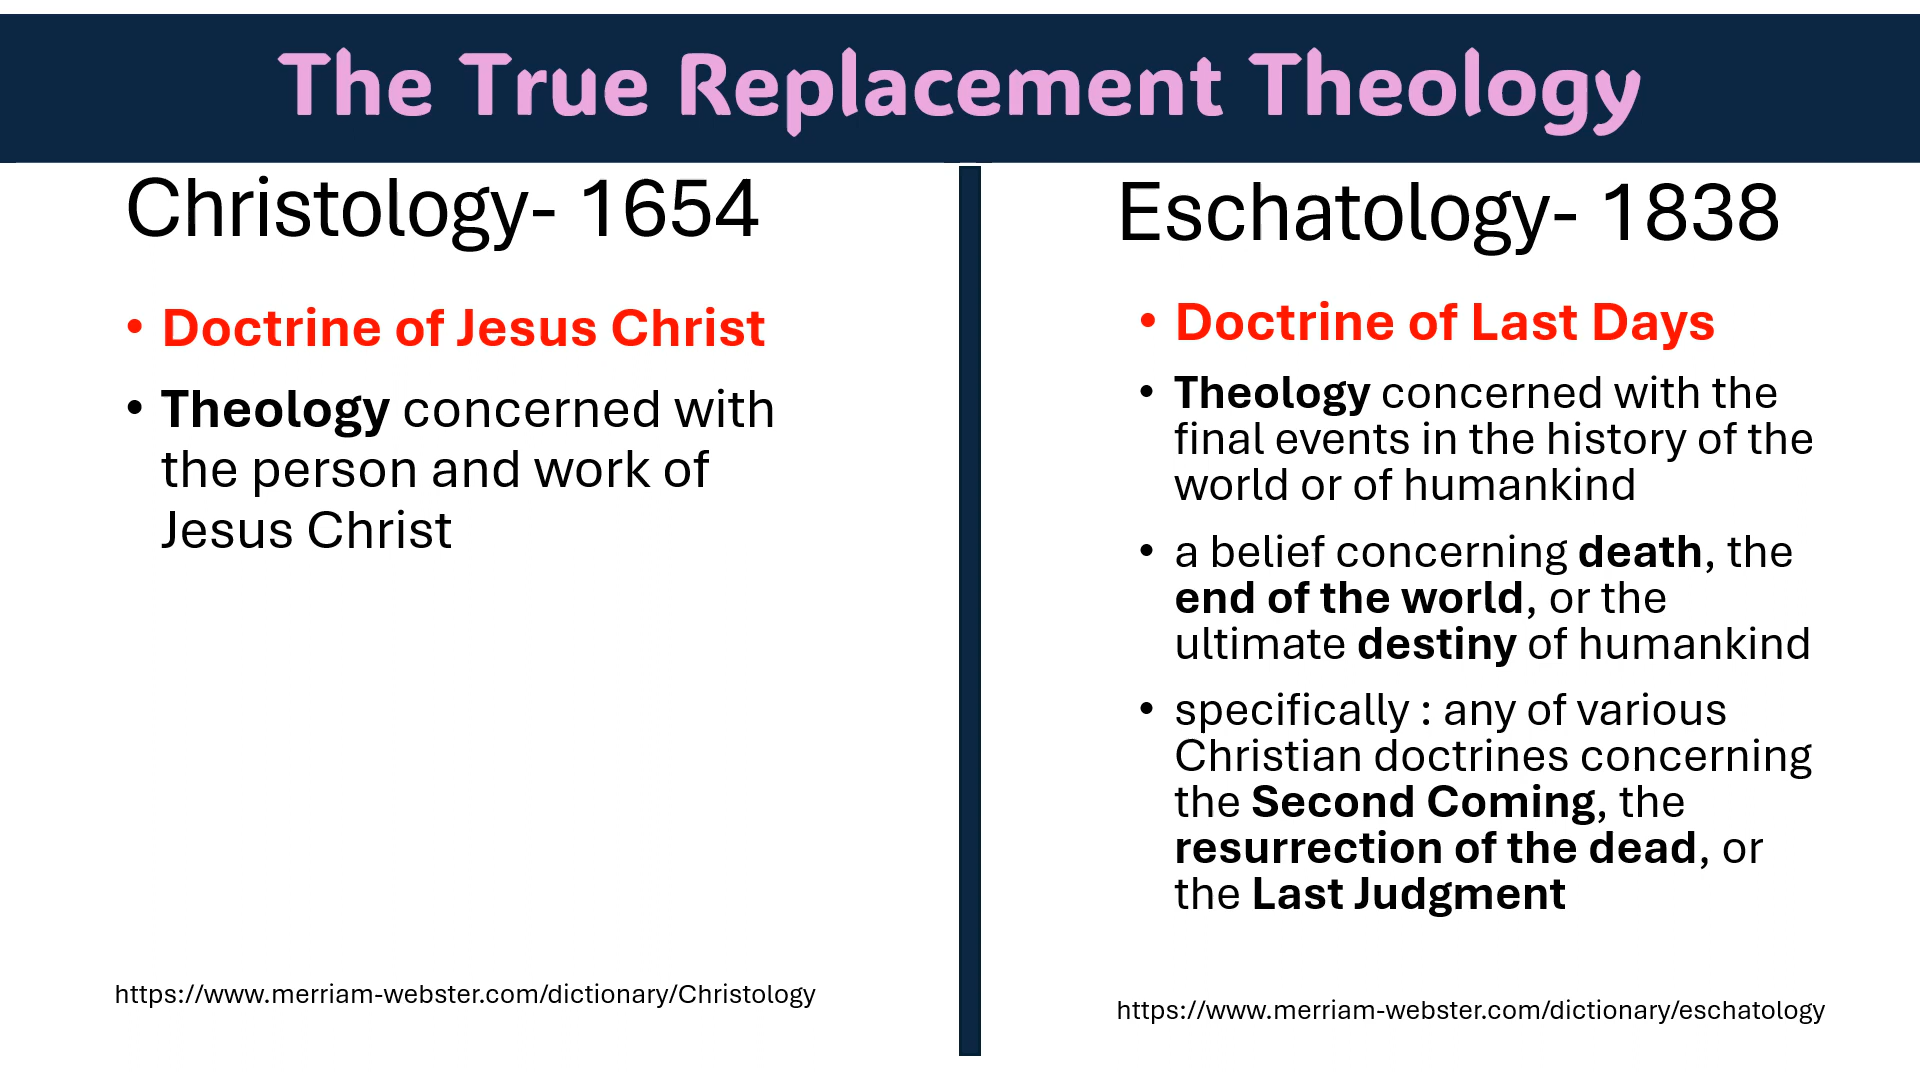 The True Replacement Theology
Christology- 1654
• Doctrine of Jesus Christ
• Theology concerned with
the person and work of
Jesus Christ
https://www.merriam-webster.com/dictionary/Christology
Eschatology- 1838
• Doctrine of Last Days
• Theology concerned with the
final events in the history of the
world or of humankind
• a belief concerning death, the
end of the world, or the
ultimate destiny of humankind
• specifically : any of various
Christian doctrines concerning
the Second Coming, the
resurrection of the dead, or
the Last Judgment
https://www.merriam-webster.com/dictionary/eschatology